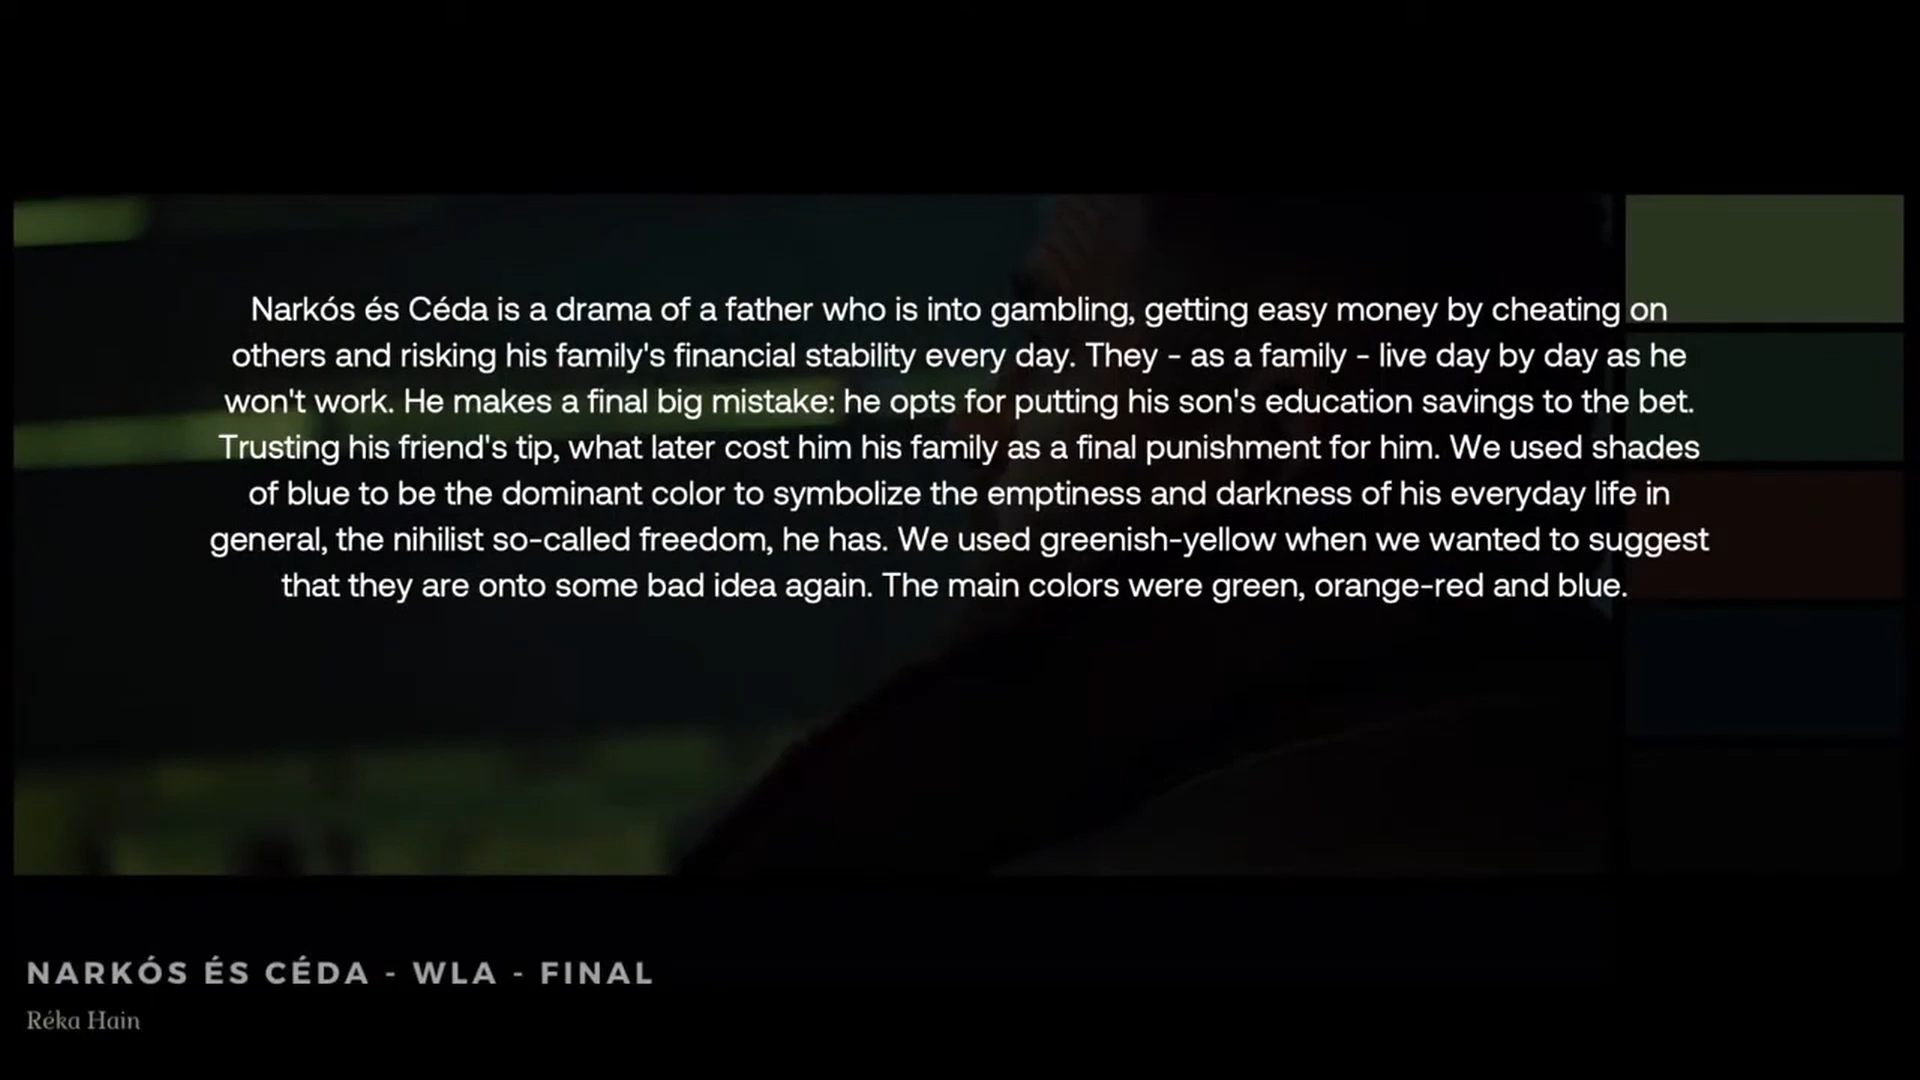 Narkós és Céda is a drama of a father who is into gambling, getting easy money by cheating on
others and risking his family's financial stability every day. They - as a family - live day by day as he
won't work. He makes a final big mistake: he opts for putting his son's education savings to the bet.
Trusting his friend's tip, what later cost him his family as a final punishment for him. We used shades
of blue to be the dominant color to symbolize the emptiness and darkness of his everyday life in
general, the nihilist so-called freedom, he has. We used greenish-yellow when we wanted to suggest
that they are onto some bad idea again. The main colors were green, orange-red and blue.
NARKÓS ÉS CÉDA - WLA - FINAL
Réka Hain